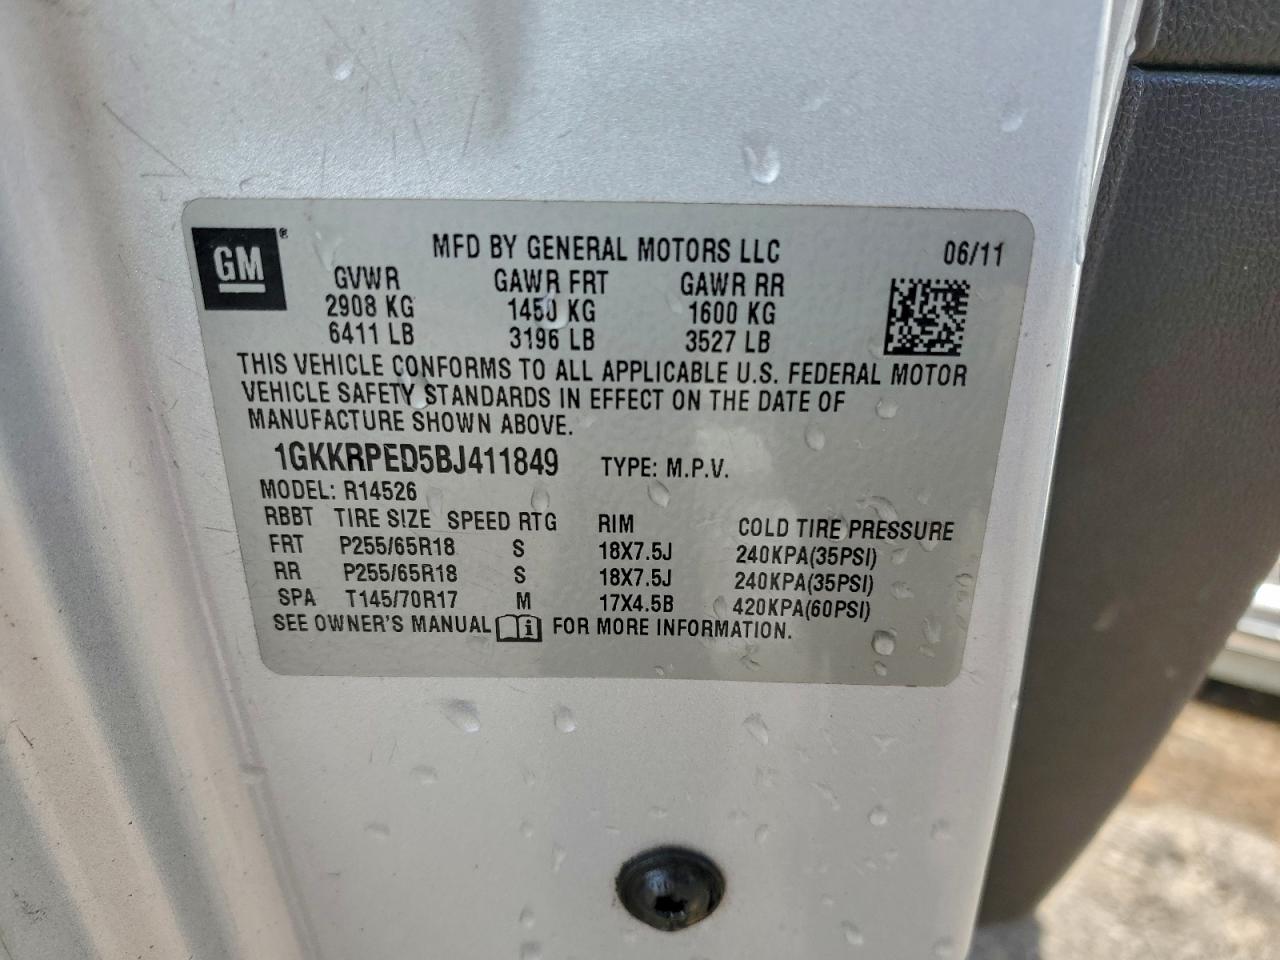 GM®
MFD BY GENERAL MOTORS LLC 06/11
GVWR GAWR FRT GAWR RR
2908 KG 1450 KG 1600 KG
6411 LB 3196 LB 3527 LB
THIS VEHICLE CONFORMS TO ALL APPLICABLE U.S. FEDERAL MOTOR
VEHICLE SAFETY STANDARDS IN EFFECT ON THE DATE OF
MANUFACTURE SHOWN ABOVE.
1GKKRPED5BJ411849 TYPE: M.P.V.
MODEL: R14526
RBBT TIRE SIZE SPEED RTG RIM COLD TIRE PRESSURE
FRT P255/65R18 S 18X7.5J 240KPA(35PSI)
RR P255/65R18 S 18X7.5J 240KPA(35PSI)
SPA T145/70R17 M 17X4.5B 420KPA(60PSI)
SEE OWNER'S MANUAL i FOR MORE INFORMATION.